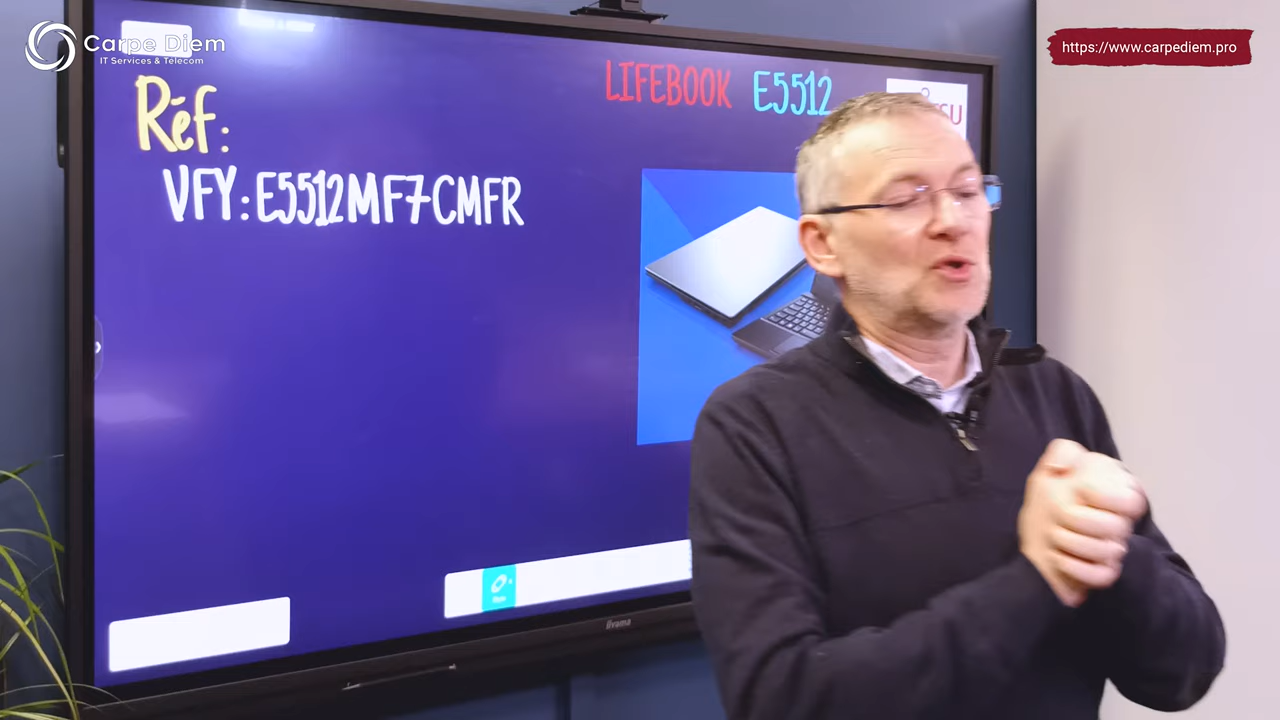 Carpe Diem
IT Services & Telecom
https://www.carpediem.pro
LIFEBOOK E5512
Réf:
VFY:E5512MF7CMFR
iiyama